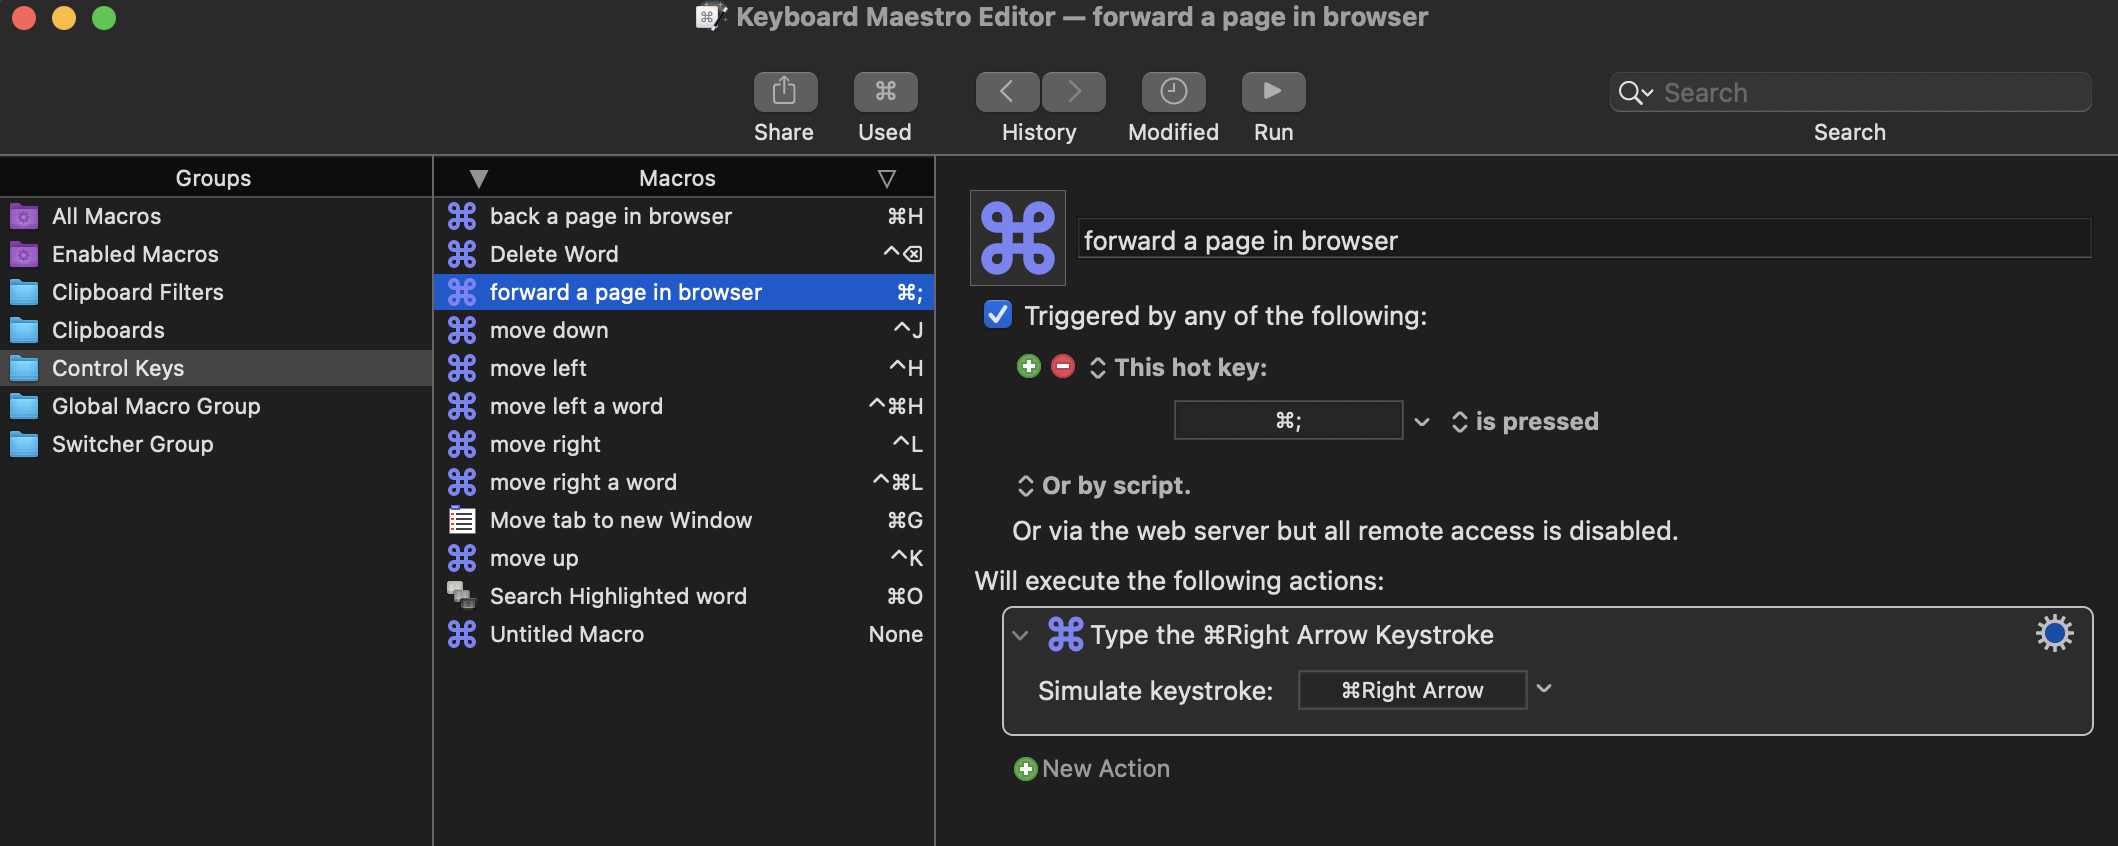 Keyboard Maestro Editor — forward a page in browser
Share
Used
History
Modified
Run
Search
Search
Groups
All Macros
Enabled Macros
Clipboard Filters
Clipboards
Control Keys
Global Macro Group
Switcher Group
Macros
back a page in browser ⌘H
Delete Word ^⌫
forward a page in browser ⌘;
move down ^J
move left ^H
move left a word ^⌘H
move right ^L
move right a word ^⌘L
Move tab to new Window ⌘G
move up ^K
Search Highlighted word ⌘O
Untitled Macro None
forward a page in browser
Triggered by any of the following:
This hot key:
⌘; is pressed
Or by script.
Or via the web server but all remote access is disabled.
Will execute the following actions:
Type the ⌘Right Arrow Keystroke
Simulate keystroke: ⌘Right Arrow
New Action